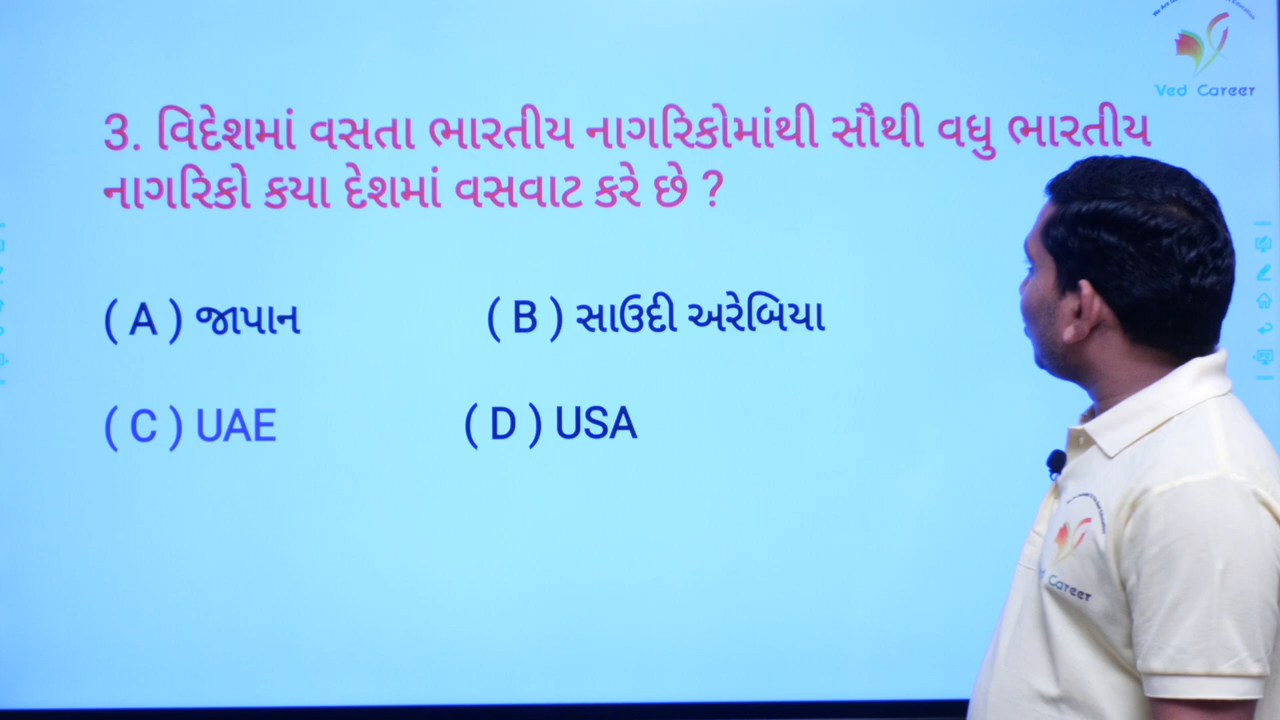 Ved Career
3. વિદેશમાં વસતા ભારતીય નાગરિકોમાંથી સૌથી વધુ ભારતીય
નાગરિકો કયા દેશમાં વસવાટ કરે છે ?
( A ) જાપાન ( B ) સાઉદી અરેબિયા
( C ) UAE ( D ) USA
Career